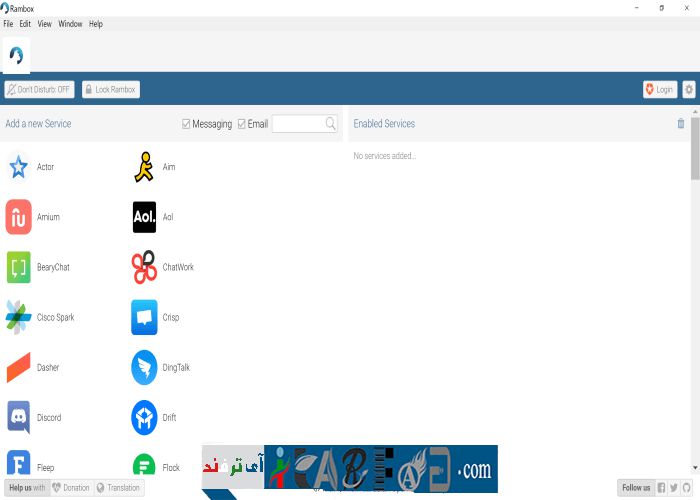 Rambox
File Edit View Window Help
Don't Disturb: OFF Lock Rambox Login
Add a new Service Messaging Email Enabled Services
No services added...
Actor Aim
Amium Aol. Aol
BearyChat ChatWork
Cisco Spark Crisp
Dasher DingTalk
Discord Drift
Fleep Flock
آی ترفند .com
Help us with Donation Translation Follow us